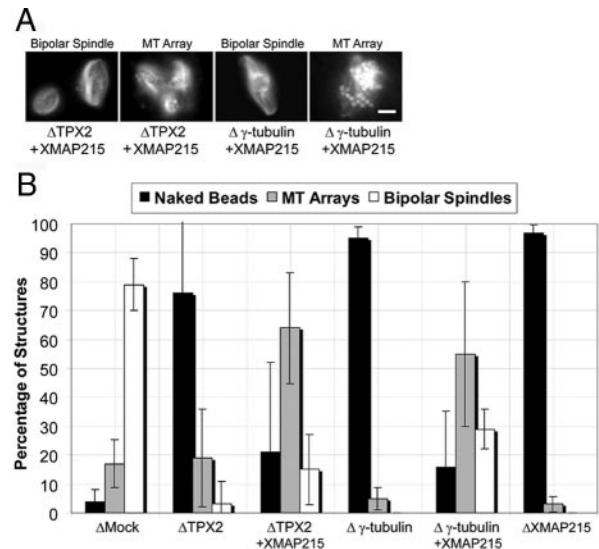 A
Bipolar Spindle MT Array Bipolar Spindle MT Array
ΔTPX2 ΔTPX2 Δ γ-tubulin Δ γ-tubulin
+XMAP215 +XMAP215 +XMAP215 +XMAP215
B
Naked Beads MT Arrays Bipolar Spindles
Percentage of Structures
100
90
80
70
60
50
40
30
20
10
0
ΔMock ΔTPX2 ΔTPX2 Δ γ-tubulin Δ γ-tubulin ΔXMAP215
+XMAP215 +XMAP215